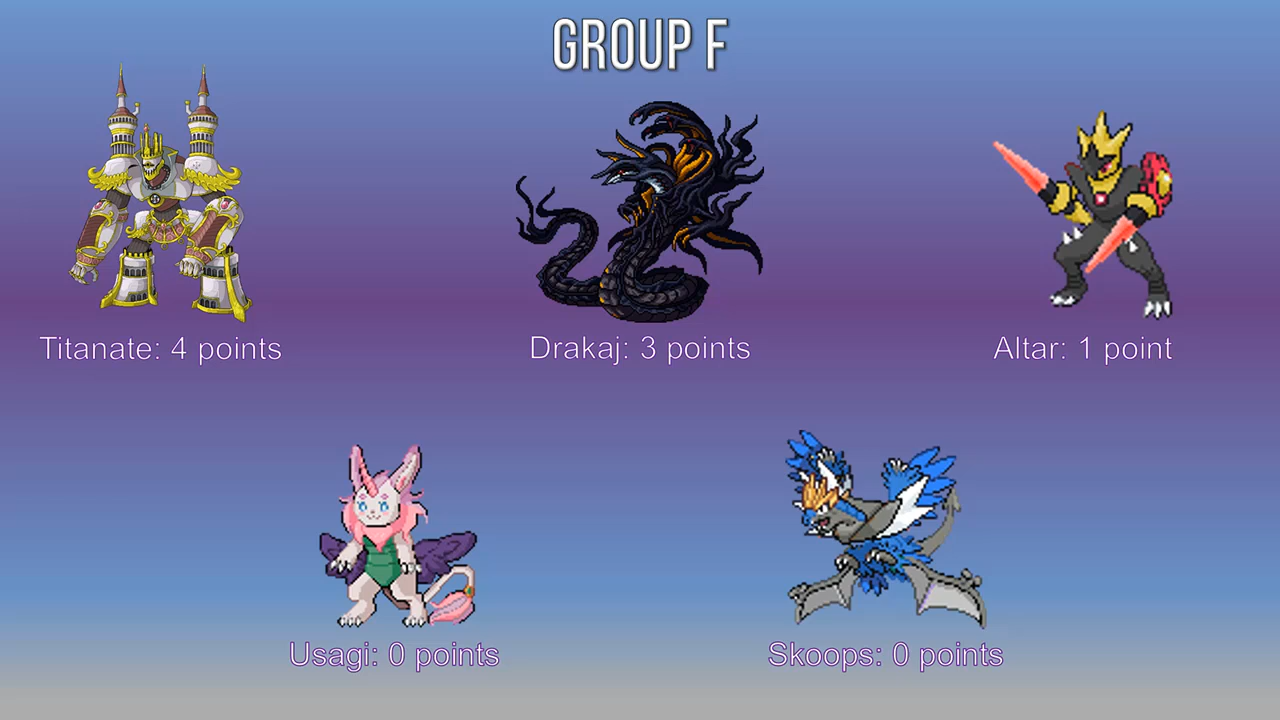 GROUP F
Titanate: 4 points
Drakaj: 3 points
Altar: 1 point
Usagi: 0 points
Skoops: 0 points